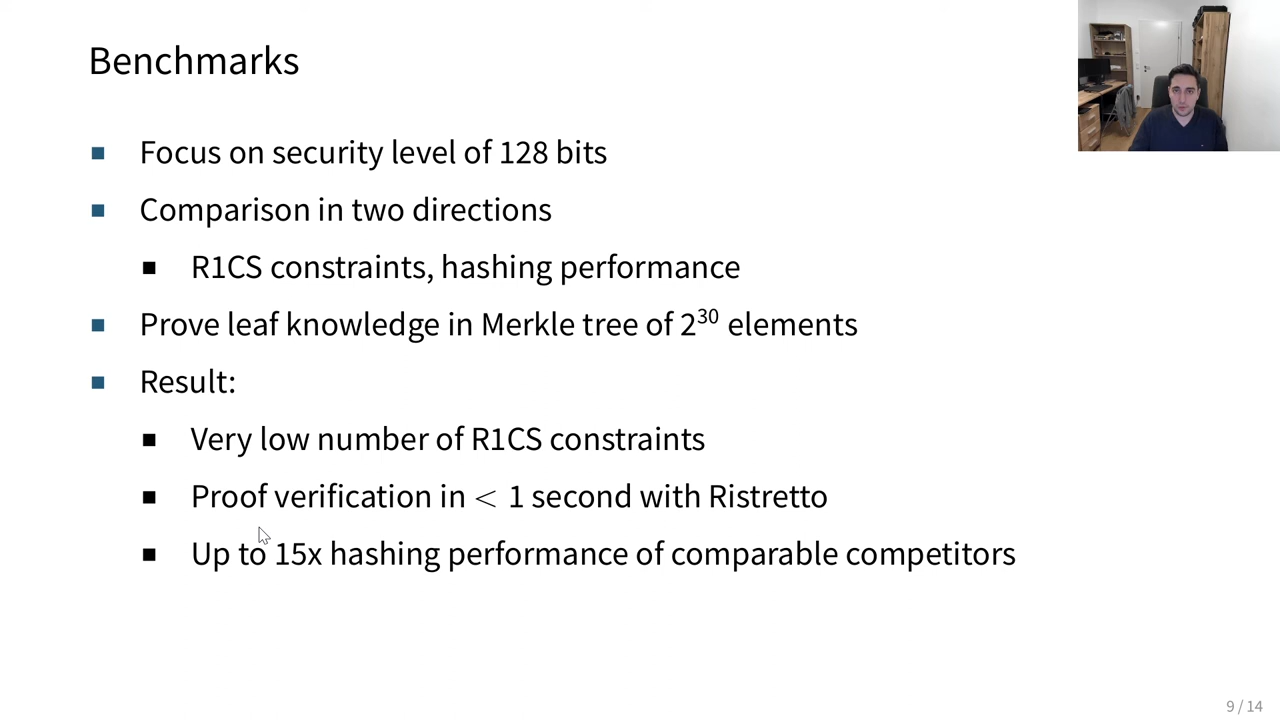 Benchmarks
Focus on security level of 128 bits
Comparison in two directions
R1CS constraints, hashing performance
Prove leaf knowledge in Merkle tree of 2³⁰ elements
Result:
Very low number of R1CS constraints
Proof verification in < 1 second with Ristretto
Up to 15x hashing performance of comparable competitors
9 / 14